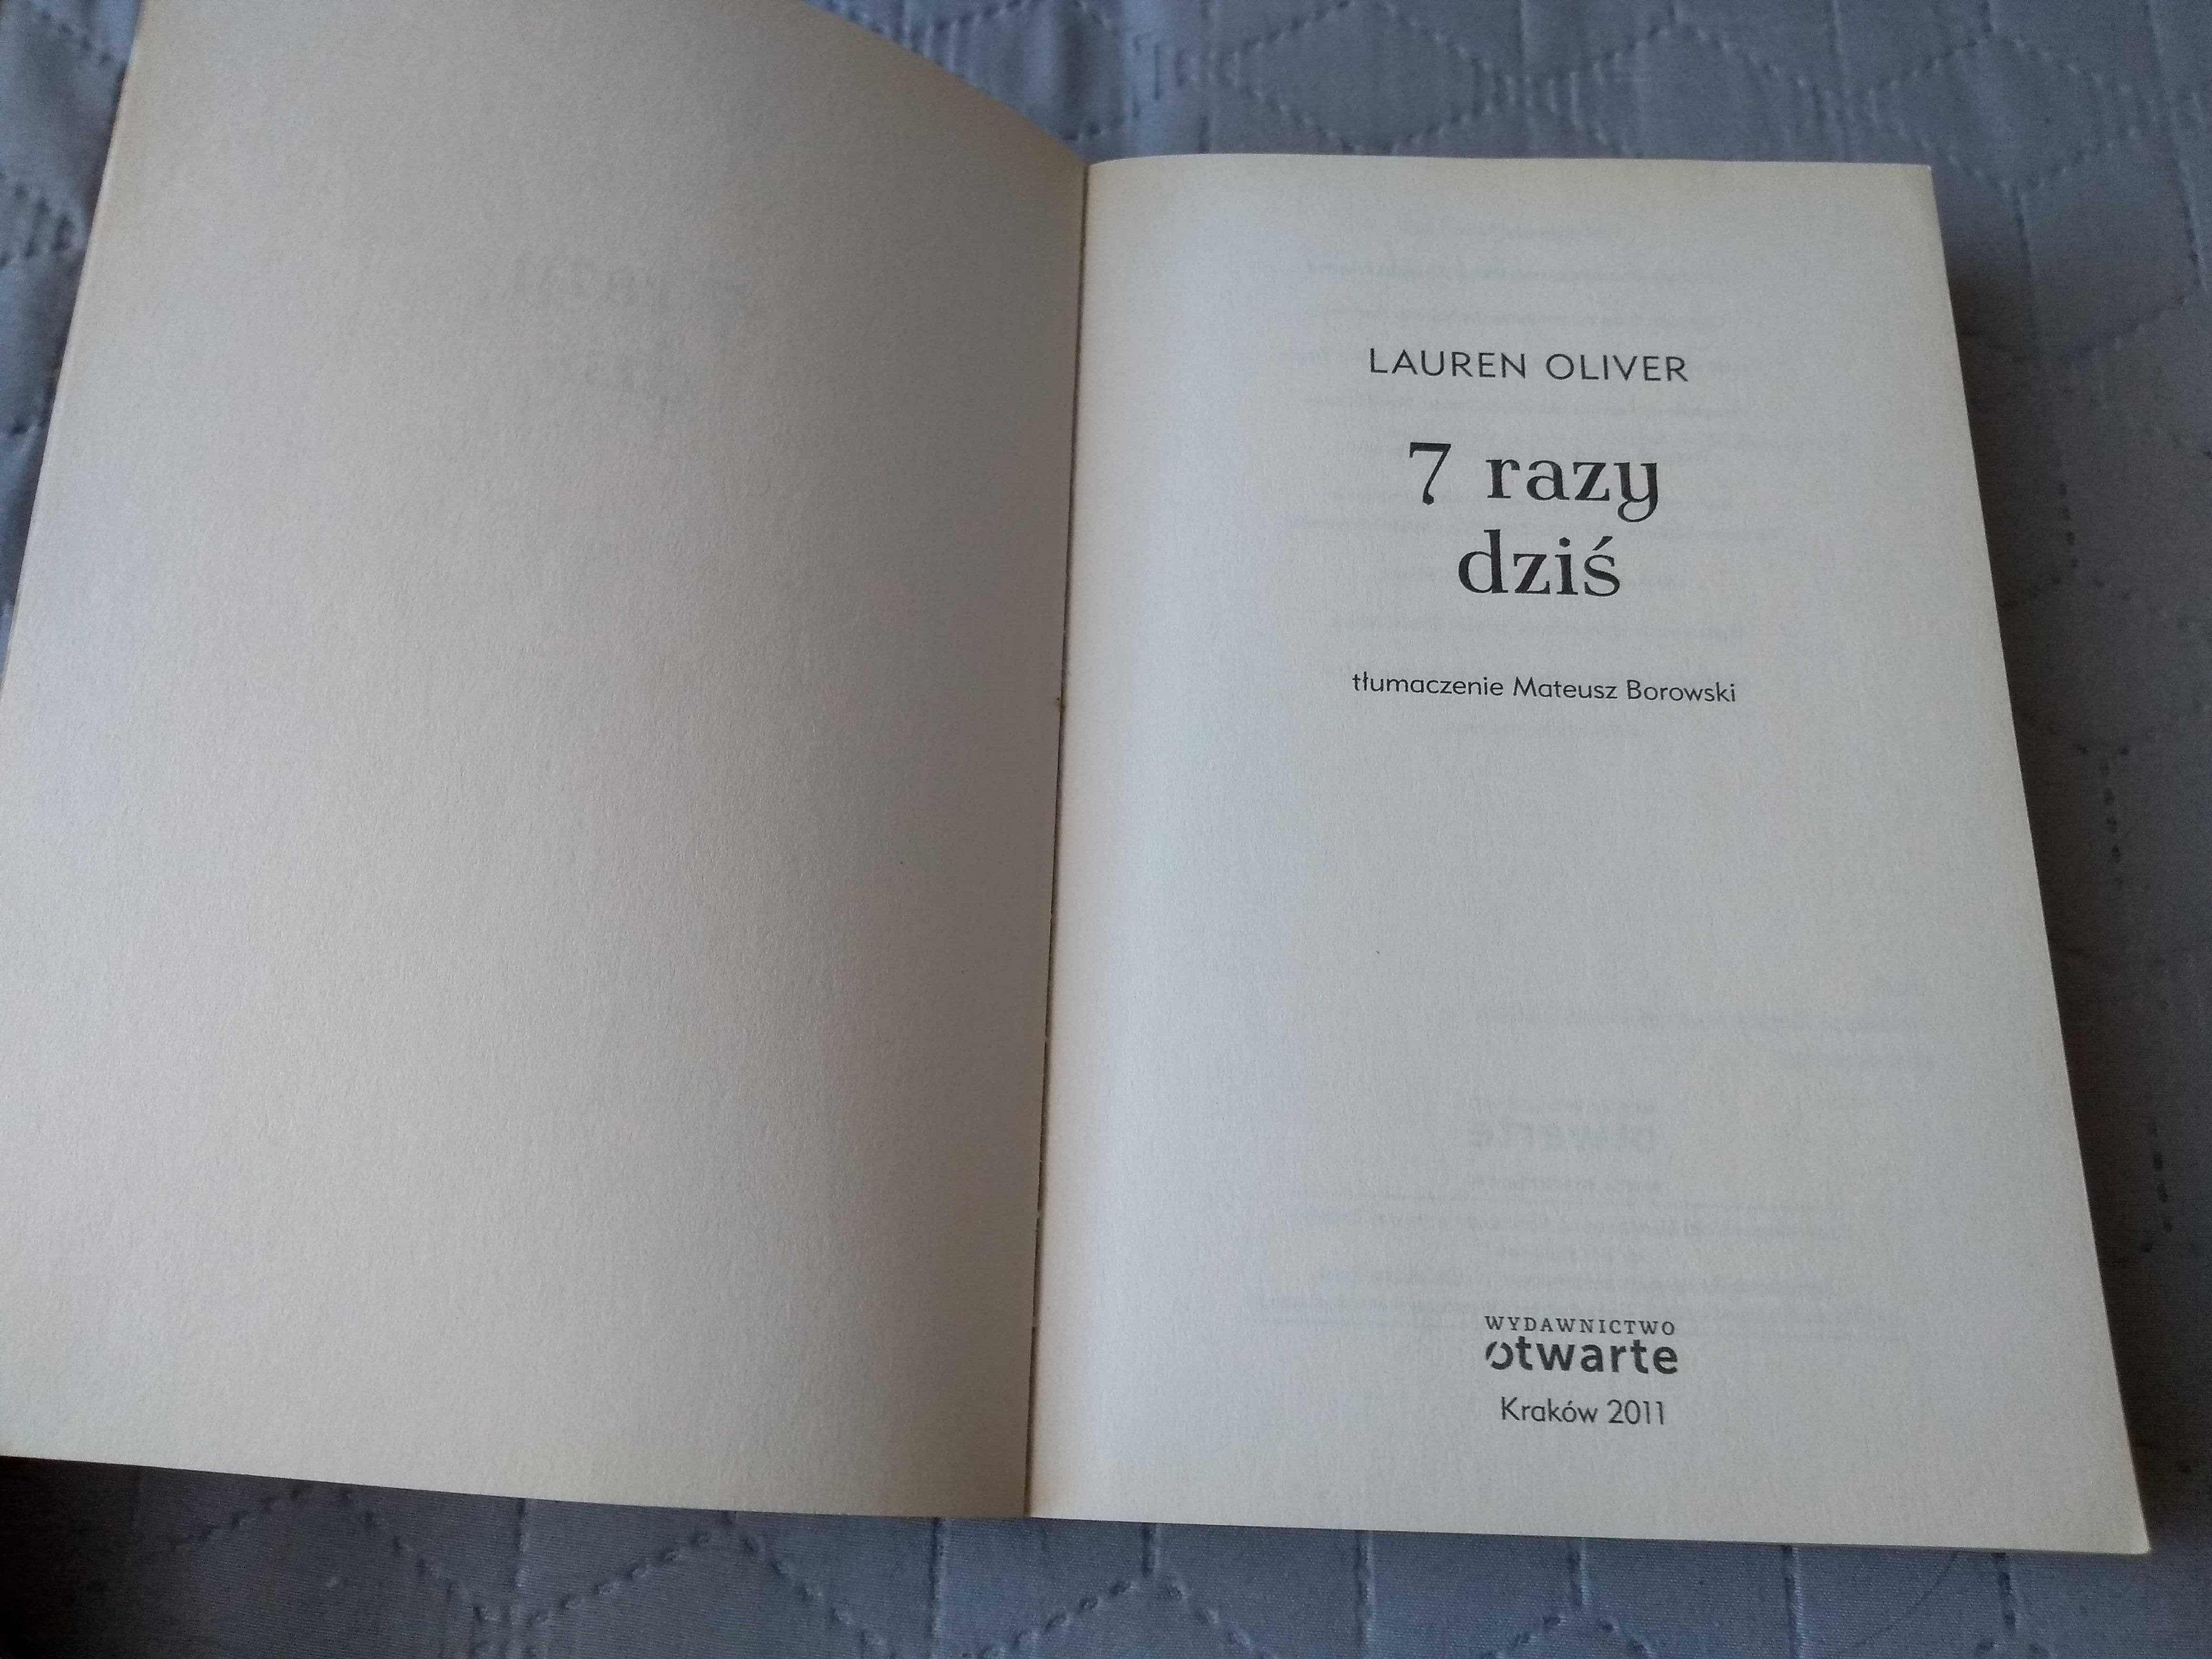 LAUREN OLIVER
7 razy
dziś
tłumaczenie Mateusz Borowski
WYDAWNICTWO
otwarte
Kraków 2011